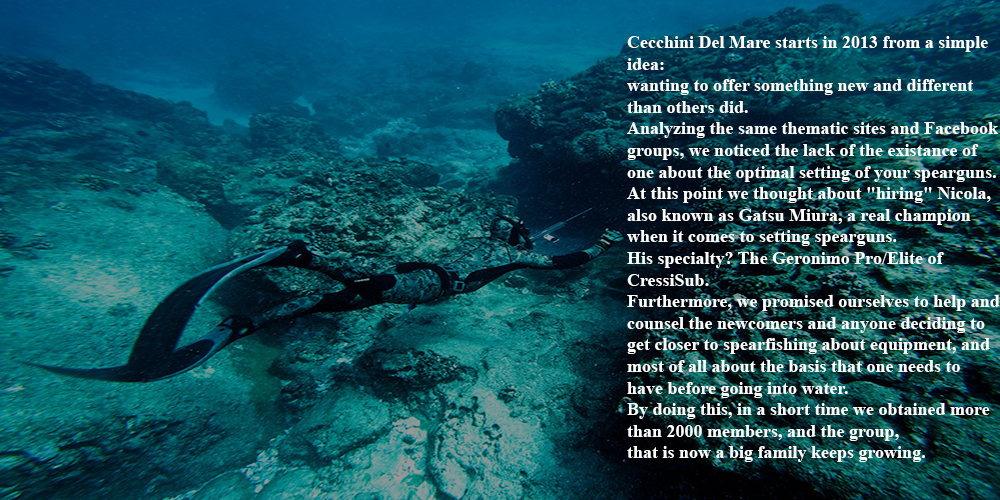 Cecchini Del Mare starts in 2013 from a simple
idea:
wanting to offer something new and different
than others did.
Analyzing the same thematic sites and Facebook
groups, we noticed the lack of the existance of
one about the optimal setting of your spearguns.
At this point we thought about "hiring" Nicola,
also known as Gatsu Miura, a real champion
when it comes to setting spearguns.
His specialty? The Geronimo Pro/Elite of
CressiSub.
Furthermore, we promised ourselves to help and
counsel the newcomers and anyone deciding to
get closer to spearfishing about equipment, and
most of all about the basis that one needs to
have before going into water.
By doing this, in a short time we obtained more
than 2000 members, and the group,
that is now a big family keeps growing.